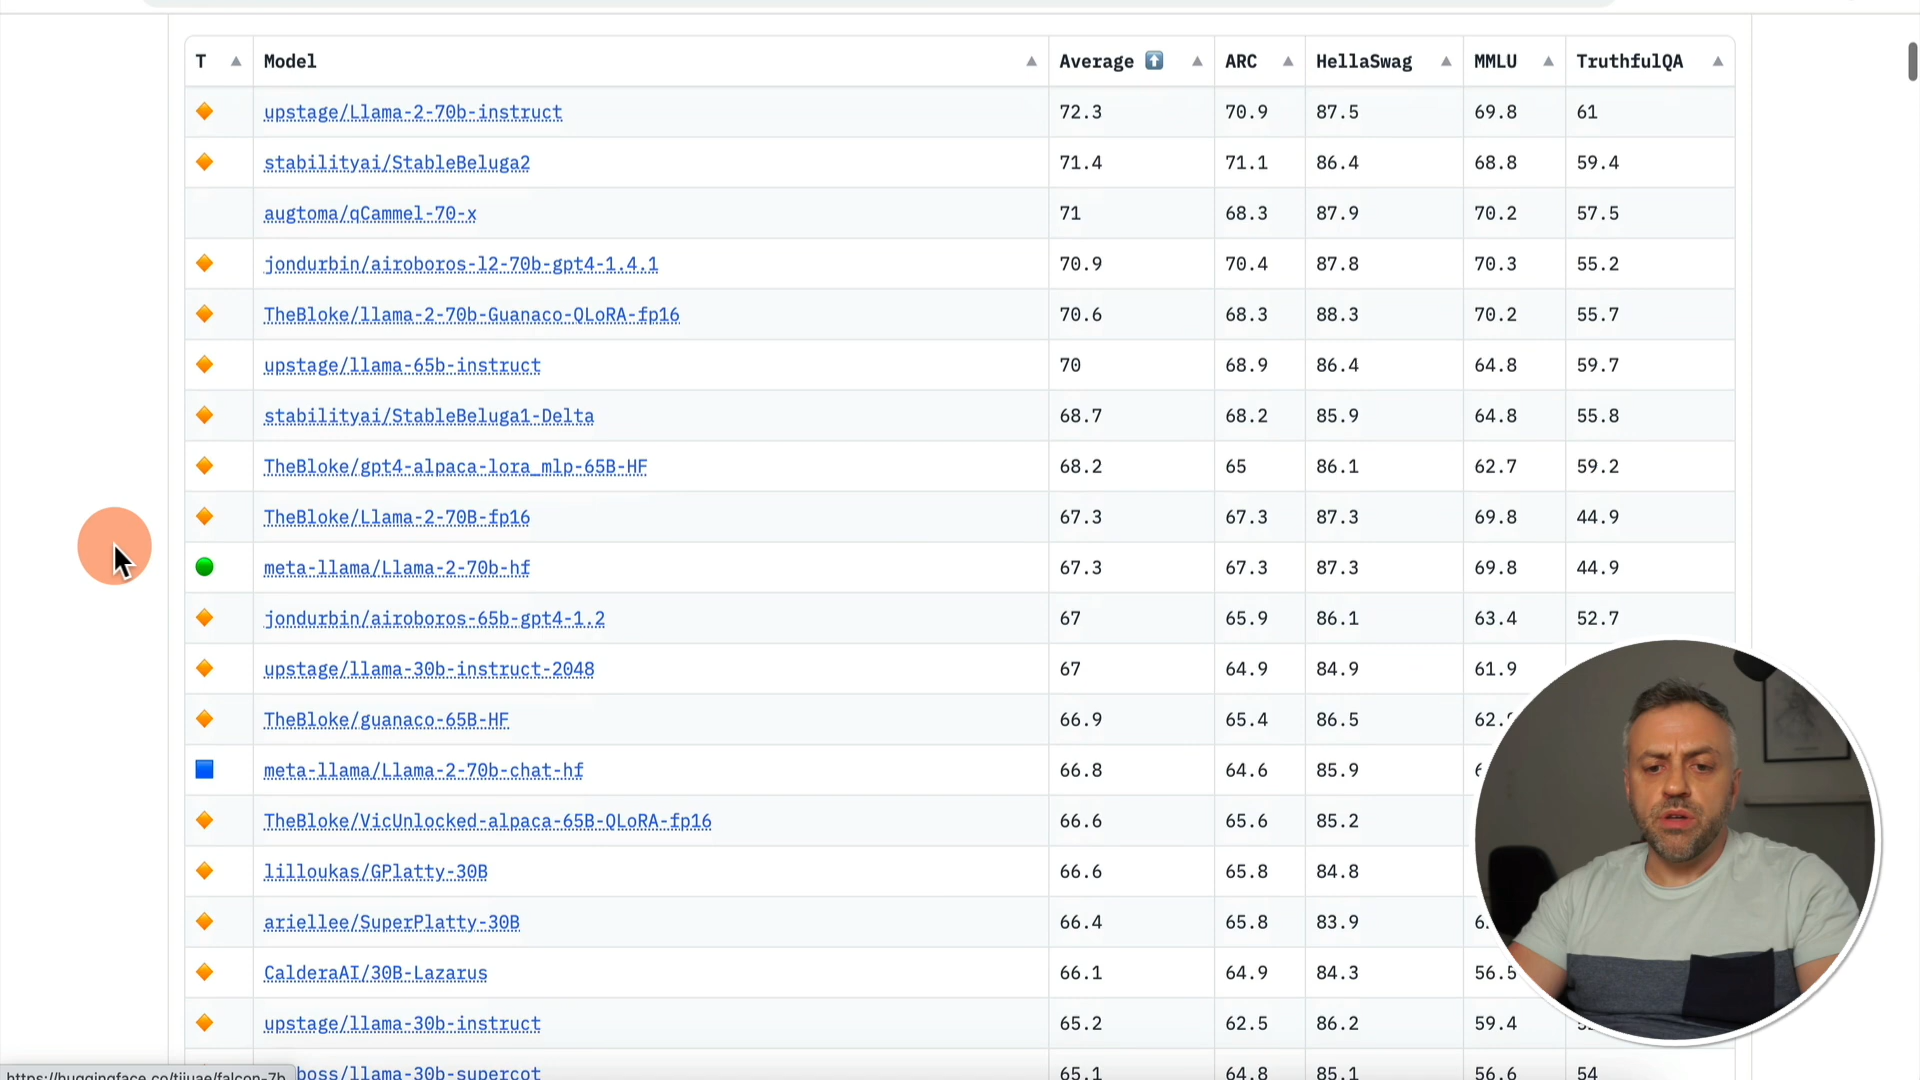 T Model Average ARC HellaSwag MMLU TruthfulQA
upstage/Llama-2-70b-instruct 72.3 70.9 87.5 69.8 61
stabilityai/StableBeluga2 71.4 71.1 86.4 68.8 59.4
augtoma/qCammel-70-x 71 68.3 87.9 70.2 57.5
jondurbin/airoboros-l2-70b-gpt4-1.4.1 70.9 70.4 87.8 70.3 55.2
TheBloke/llama-2-70b-Guanaco-QLoRA-fp16 70.6 68.3 88.3 70.2 55.7
upstage/llama-65b-instruct 70 68.9 86.4 64.8 59.7
stabilityai/StableBeluga1-Delta 68.7 68.2 85.9 64.8 55.8
TheBloke/gpt4-alpaca-lora_mlp-65B-HF 68.2 65 86.1 62.7 59.2
TheBloke/Llama-2-70B-fp16 67.3 67.3 87.3 69.8 44.9
meta-llama/Llama-2-70b-hf 67.3 67.3 87.3 69.8 44.9
jondurbin/airoboros-65b-gpt4-1.2 67 65.9 86.1 63.4 52.7
upstage/llama-30b-instruct-2048 67 64.9 84.9 61.9
TheBloke/guanaco-65B-HF 66.9 65.4 86.5
meta-llama/Llama-2-70b-chat-hf 66.8 64.6 85.9
TheBloke/VicUnlocked-alpaca-65B-QLoRA-fp16 66.6 65.6 85.2
lilloukas/GPlatty-30B 66.6 65.8 84.8
ariellee/SuperPlatty-30B 66.4 65.8 83.9
CalderaAI/30B-Lazarus 66.1 64.9 84.3 56.5
upstage/llama-30b-instruct 65.2 62.5 86.2 59.4
boss/llama-30b-supercot 65.1 64.8 85.1 56.6 54
https://huggingface.co/tiiuae/falcon-7b